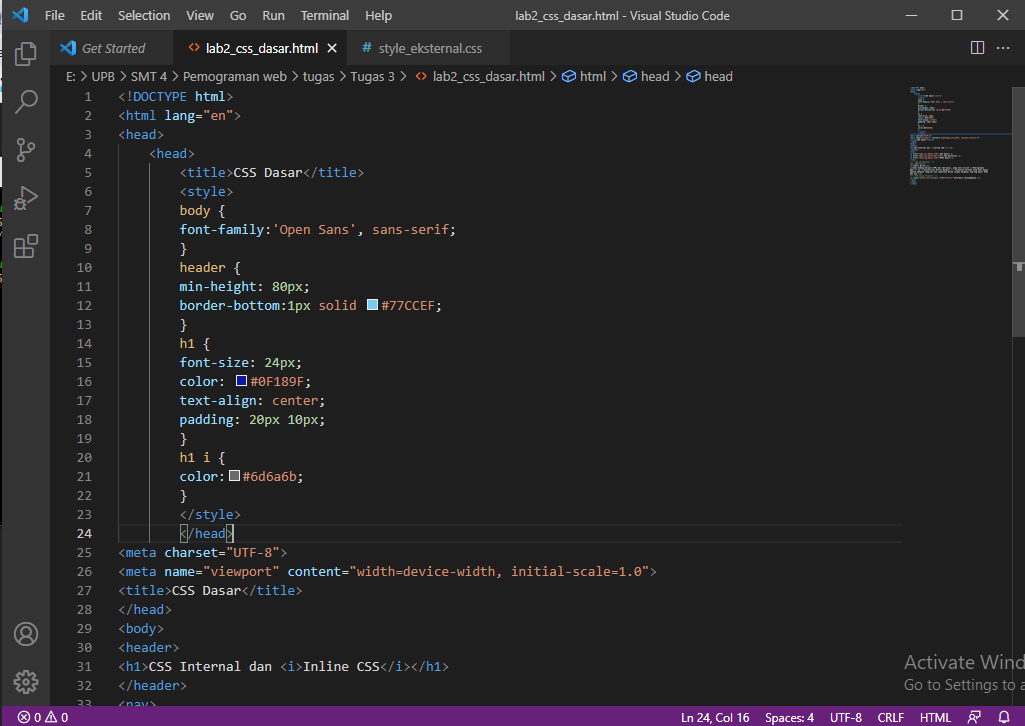 File Edit Selection View Go Run Terminal Help lab2_css_dasar.html - Visual Studio Code
Get Started lab2_css_dasar.html # style_eksternal.css
E: > UPB > SMT 4 > Pemograman web > tugas > Tugas 3 > lab2_css_dasar.html > html > head > head
1 <!DOCTYPE html>
2 <html lang="en">
3 <head>
4 <head>
5 <title>CSS Dasar</title>
6 <style>
7 body {
8 font-family:'Open Sans', sans-serif;
9 }
10 header {
11 min-height: 80px;
12 border-bottom:1px solid #77CCEF;
13 }
14 h1 {
15 font-size: 24px;
16 color: #0F189F;
17 text-align: center;
18 padding: 20px 10px;
19 }
20 h1 i {
21 color:#6d6a6b;
22 }
23 </style>
24 </head>
25 <meta charset="UTF-8">
26 <meta name="viewport" content="width=device-width, initial-scale=1.0">
27 <title>CSS Dasar</title>
28 </head>
29 <body>
30 <header>
31 <h1>CSS Internal dan <i>Inline CSS</i></h1>
32 </header>
33 <nav>
Activate Wind
Go to Settings to a
0 0 Ln 24, Col 16 Spaces: 4 UTF-8 CRLF HTML